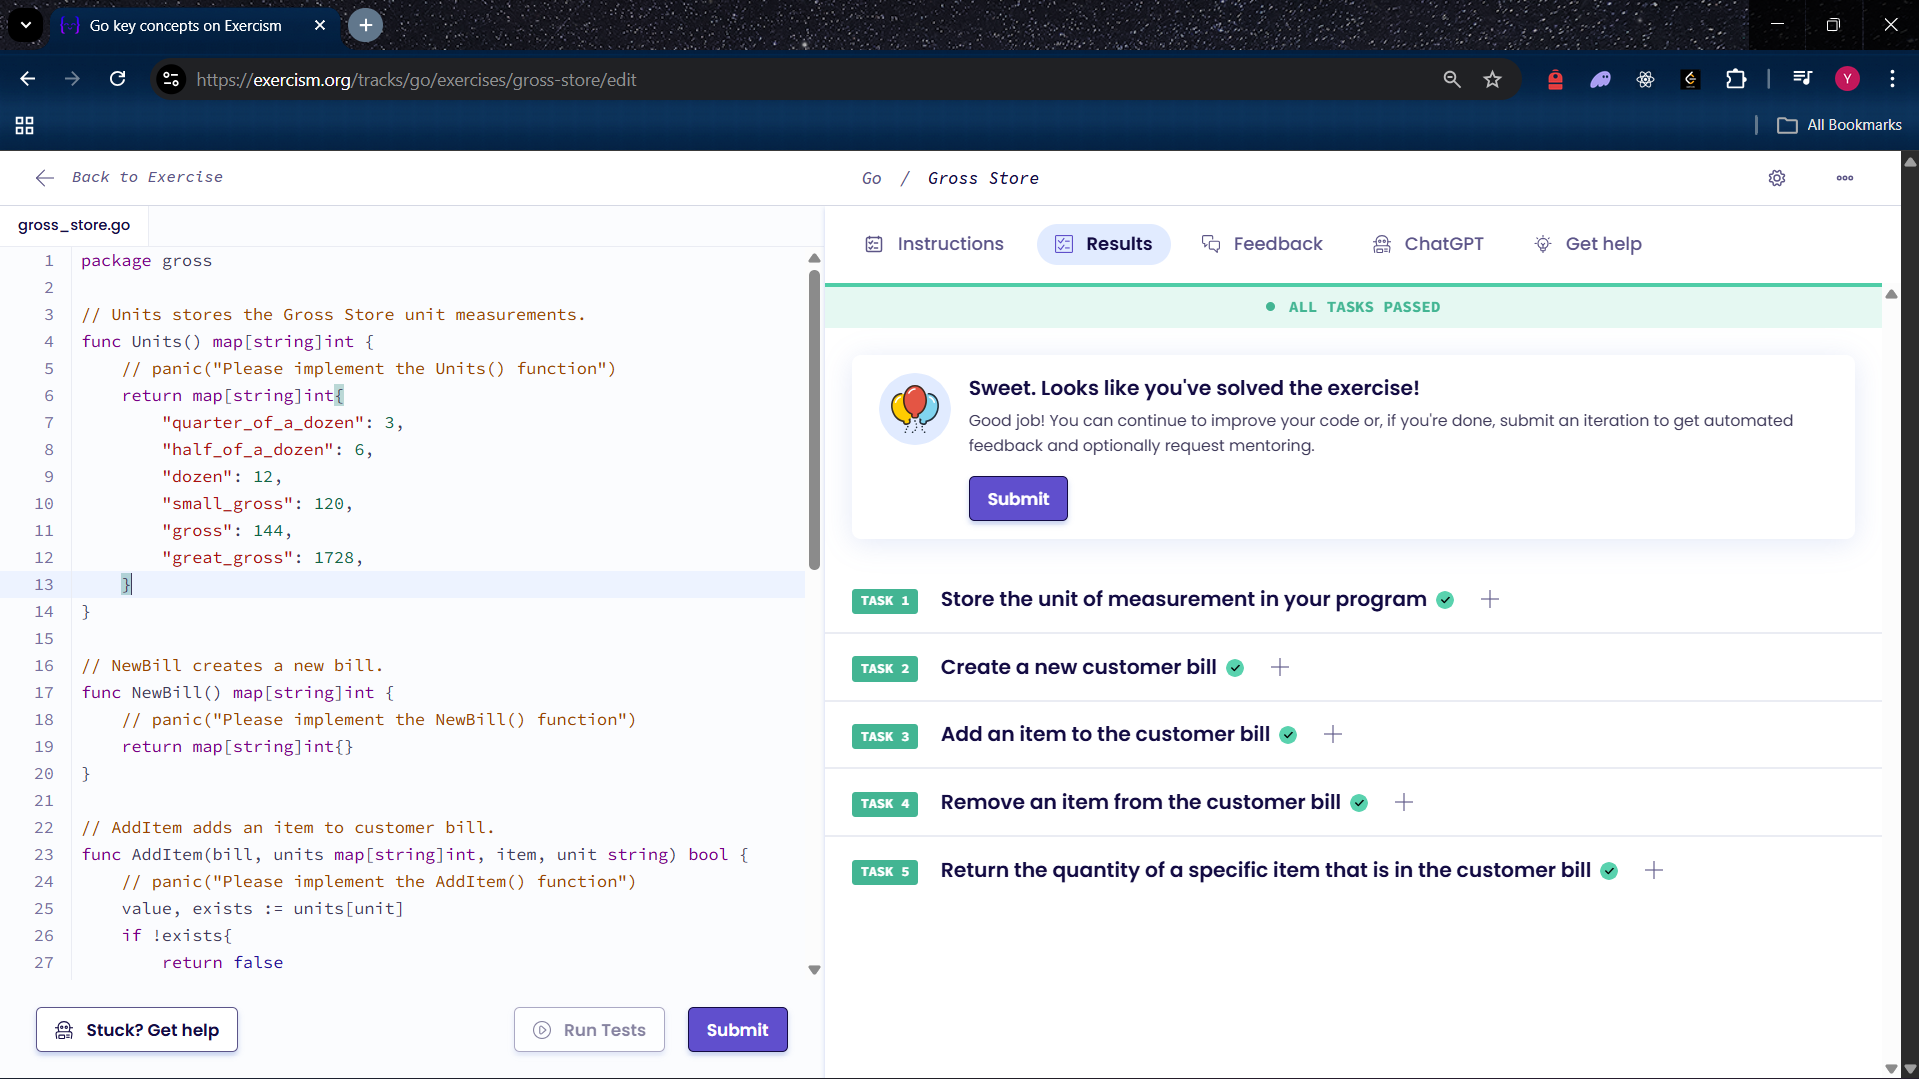 Go key concepts on Exercism
https://exercism.org/tracks/go/exercises/gross-store/edit
Y
All Bookmarks
Back to Exercise
Go / Gross Store
gross_store.go
Instructions
Results
Feedback
ChatGPT
Get help
1 package gross
2
3 // Units stores the Gross Store unit measurements.
4 func Units() map[string]int {
5 // panic("Please implement the Units() function")
6 return map[string]int{
7 "quarter_of_a_dozen": 3,
8 "half_of_a_dozen": 6,
9 "dozen": 12,
10 "small_gross": 120,
11 "gross": 144,
12 "great_gross": 1728,
13 }
14 }
15
16 // NewBill creates a new bill.
17 func NewBill() map[string]int {
18 // panic("Please implement the NewBill() function")
19 return map[string]int{}
20 }
21
22 // AddItem adds an item to customer bill.
23 func AddItem(bill, units map[string]int, item, unit string) bool {
24 // panic("Please implement the AddItem() function")
25 value, exists := units[unit]
26 if !exists{
27 return false
Stuck? Get help
Run Tests
Submit
ALL TASKS PASSED
Sweet. Looks like you've solved the exercise!
Good job! You can continue to improve your code or, if you're done, submit an iteration to get automated
feedback and optionally request mentoring.
Submit
TASK 1 Store the unit of measurement in your program
TASK 2 Create a new customer bill
TASK 3 Add an item to the customer bill
TASK 4 Remove an item from the customer bill
TASK 5 Return the quantity of a specific item that is in the customer bill